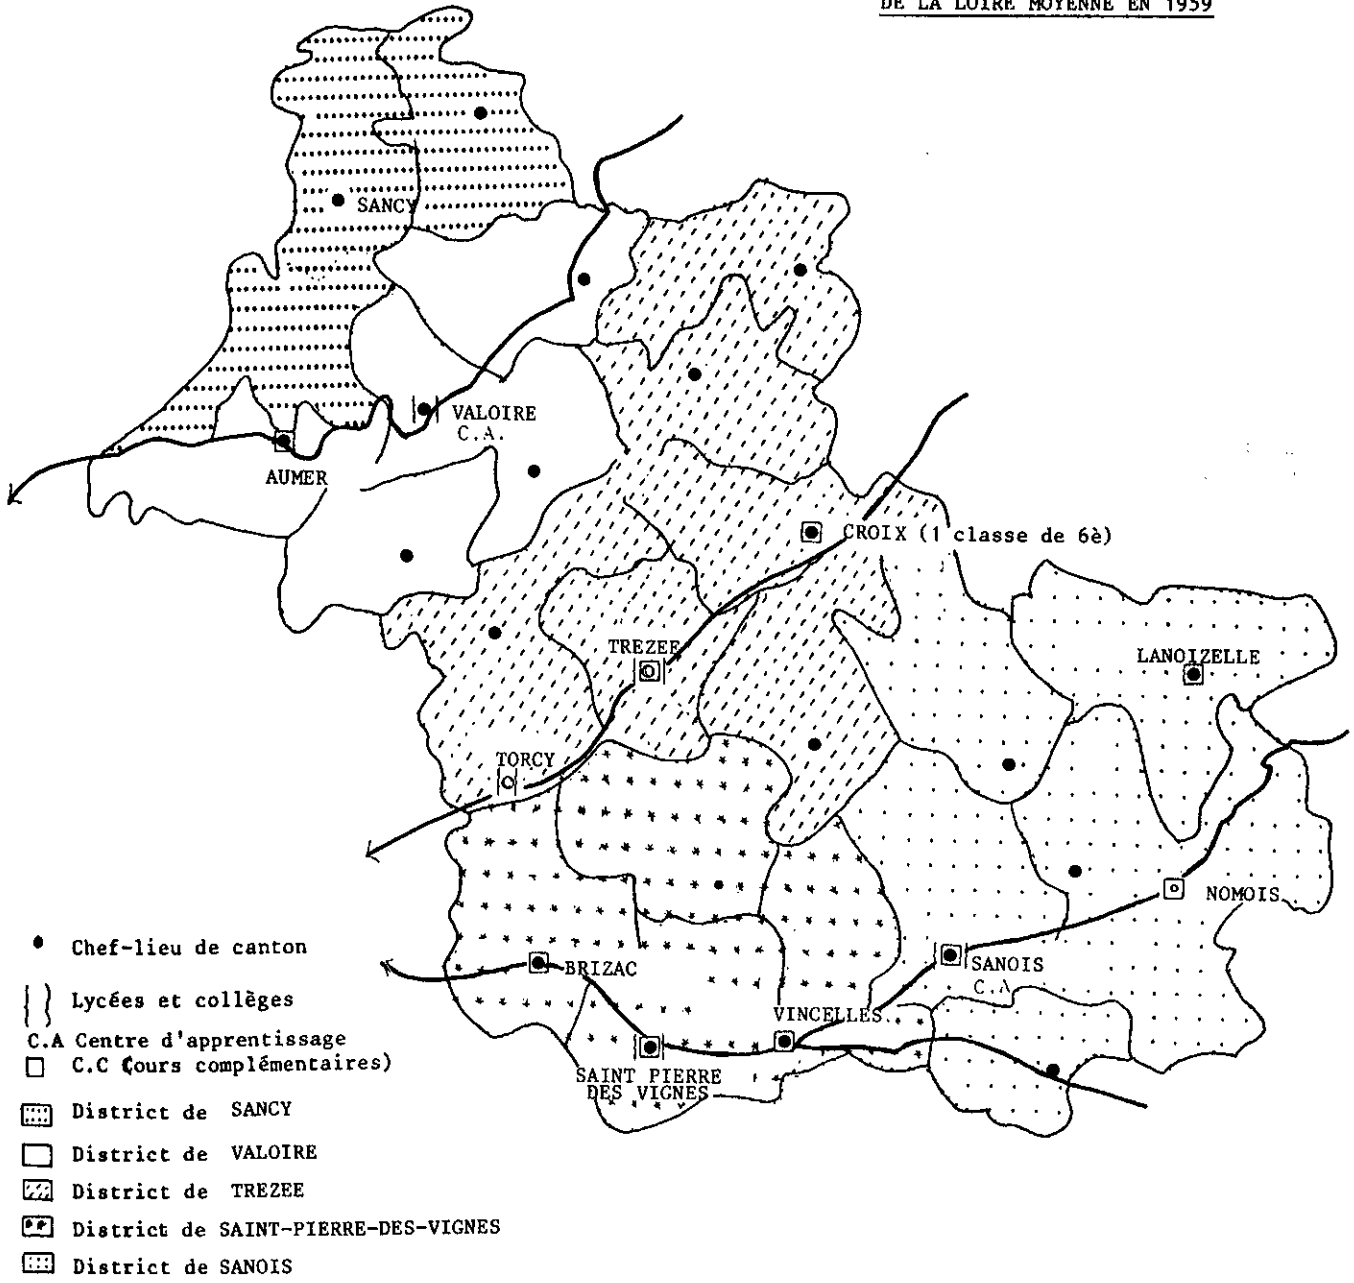 DE LA LOIRE MOYENNE EN 1959
SANCY
VALOIRE
C.A.
AUMER
CROIX (1 classe de 6è)
TREZEE
LANOIZELLE
TORCY
NOMOIS
BRIZAC
SANOIS
C.A
VINCELLES
SAINT PIERRE
DES VIGNES
Chef-lieu de canton
Lycées et collèges
C.A Centre d'apprentissage
C.C (ours complémentaires)
District de SANCY
District de VALOIRE
District de TREZEE
District de SAINT-PIERRE-DES-VIGNES
District de SANOIS